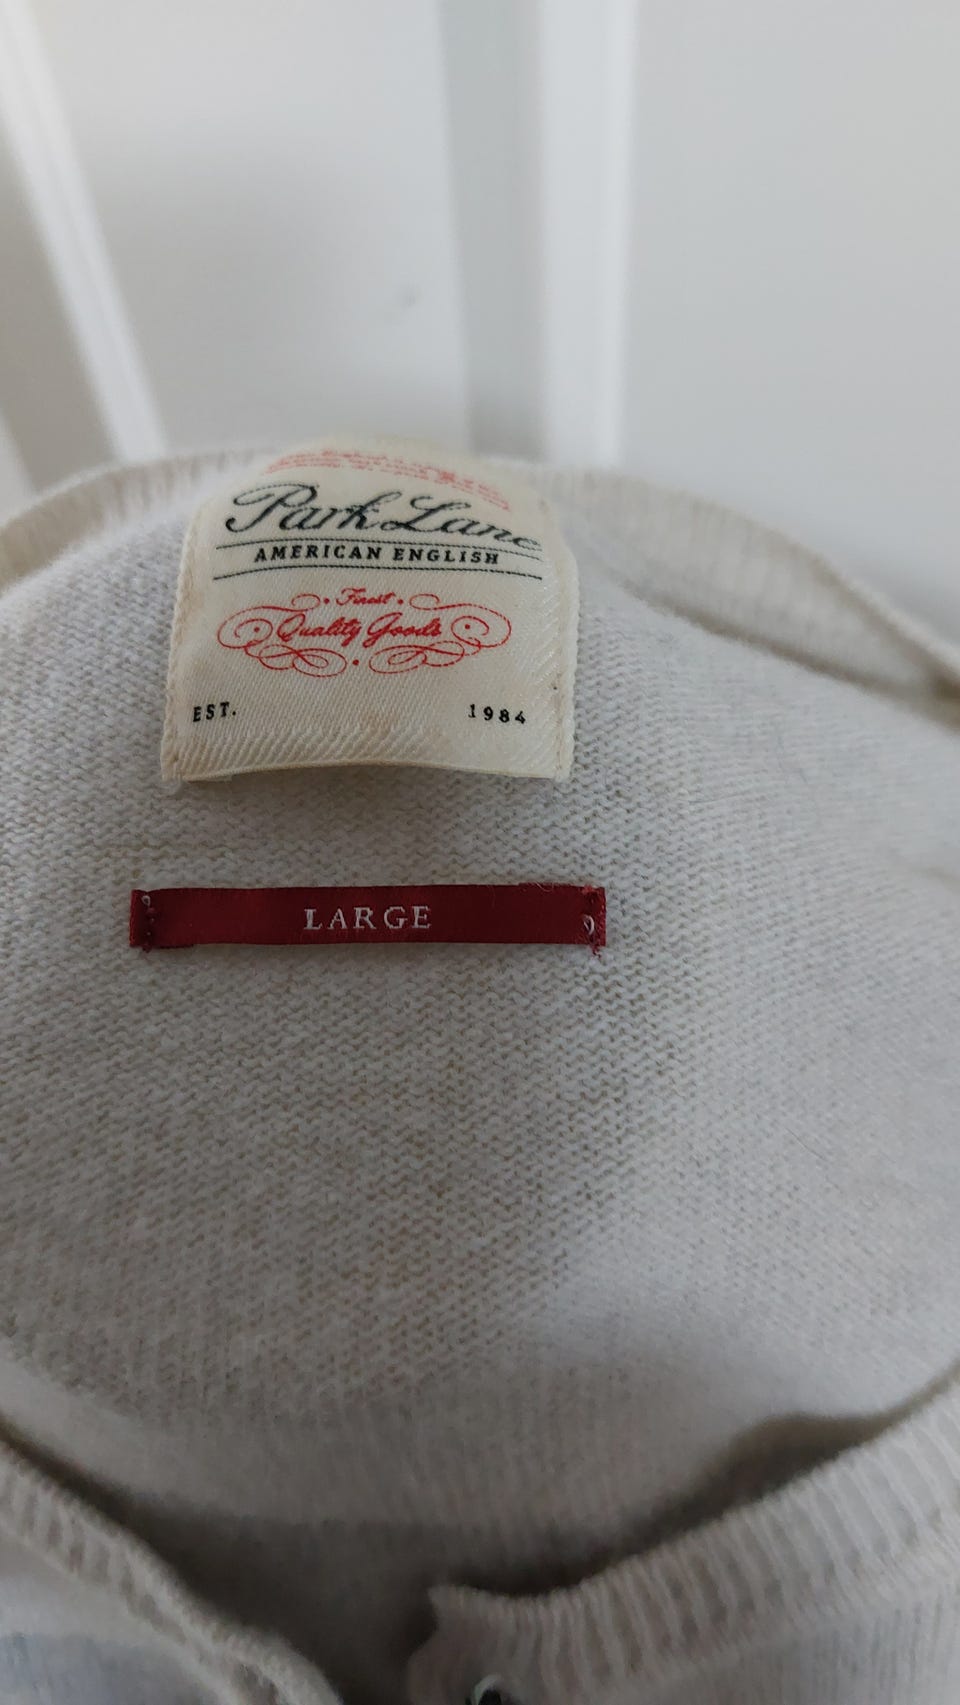 Park Lane
AMERICAN ENGLISH
Finest
Quality Goods
EST. 1984
LARGE